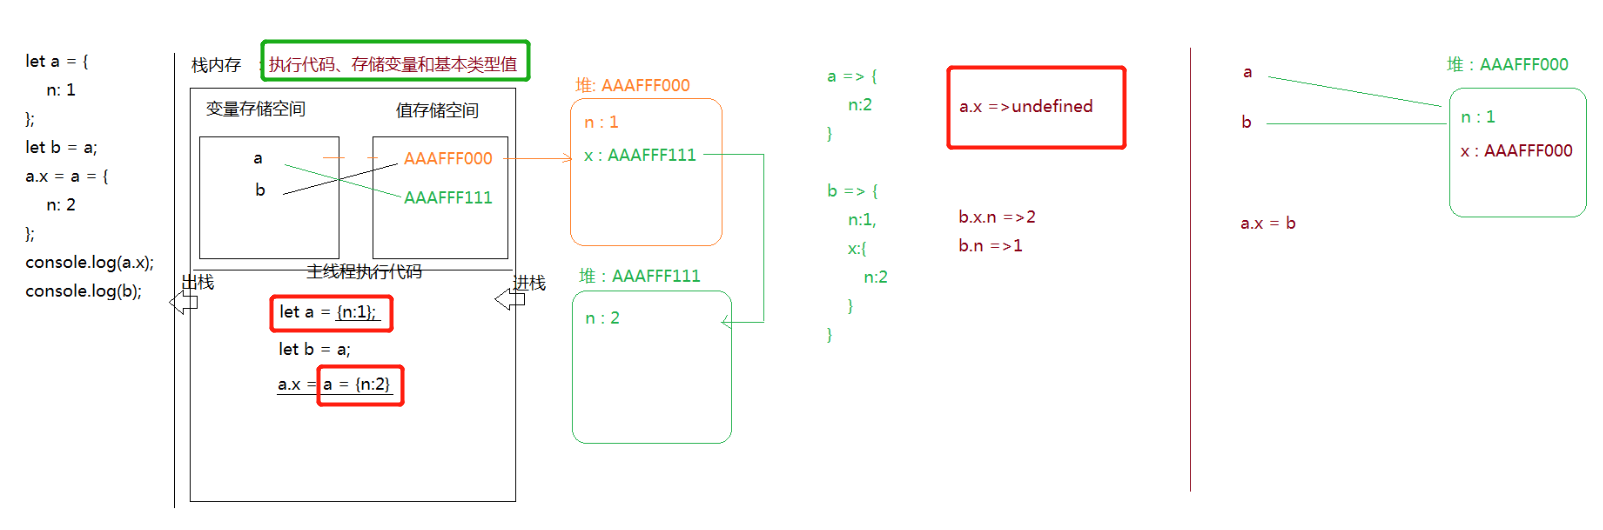 let a = {
n: 1
};
let b = a;
a.x = a = {
n: 2
};
console.log(a.x);
console.log(b);
栈内存 : 执行代码、存储变量和基本类型值
变量存储空间
值存储空间
a
b
AAAFFF000
AAAFFF111
主线程执行代码
出栈
进栈
let a = {n:1};
let b = a;
a.x = a = {n:2}
堆: AAAFFF000
n : 1
x : AAAFFF111
堆 : AAAFFF111
n : 2
a => {
n:2
}
b => {
n:1,
x:{
n:2
}
}
a.x =>undefined
b.x.n =>2
b.n =>1
a
b
a.x = b
堆 : AAAFFF000
n : 1
x : AAAFFF000